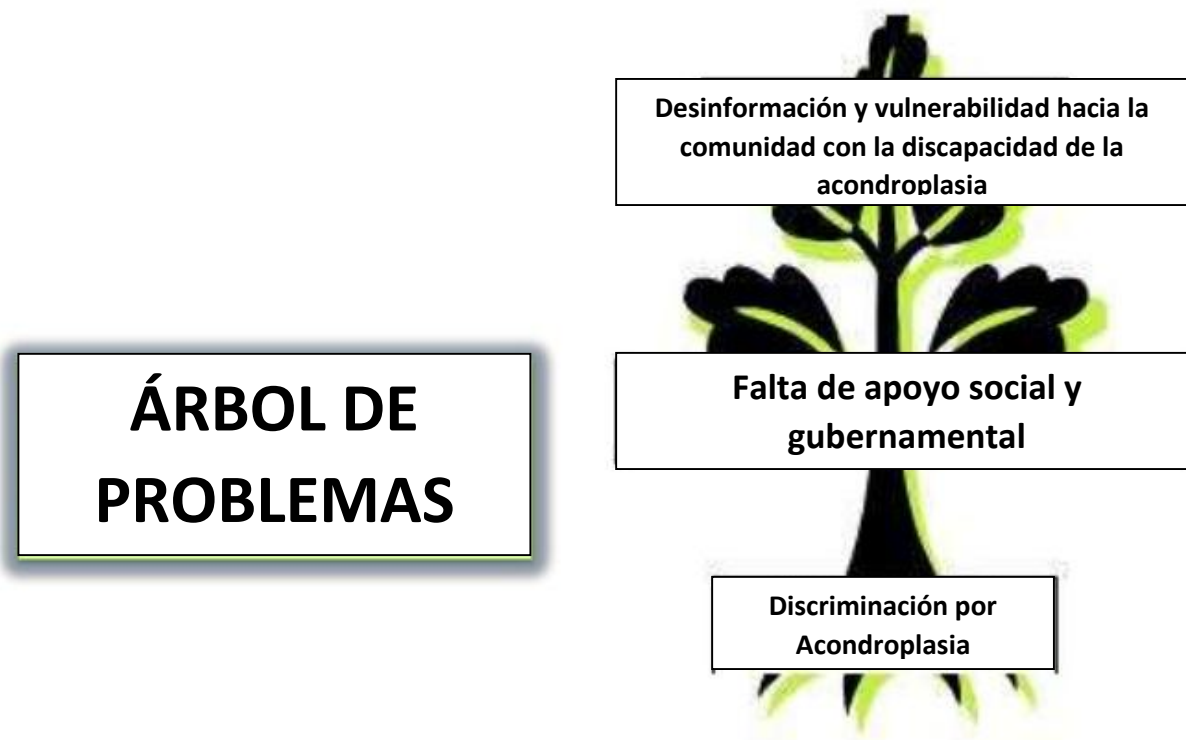 Desinformación y vulnerabilidad hacia la
comunidad con la discapacidad de la
acondroplasia
ÁRBOL DE
PROBLEMAS
Falta de apoyo social y
gubernamental
Discriminación por
Acondroplasia